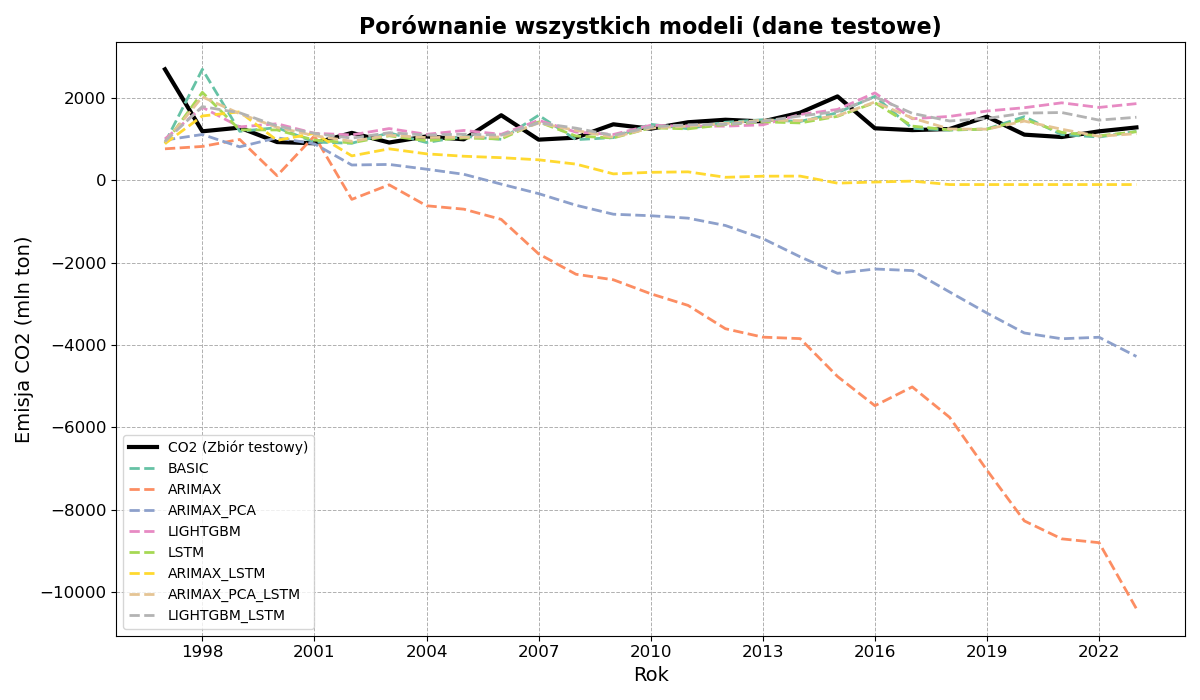 Porównanie wszystkich modeli (dane testowe)
Emisja CO2 (mln ton)
2000
0
−2000
−4000
−6000
−8000
−10000
CO2 (Zbiór testowy)
BASIC
ARIMAX
ARIMAX_PCA
LIGHTGBM
LSTM
ARIMAX_LSTM
ARIMAX_PCA_LSTM
LIGHTGBM_LSTM
1998 2001 2004 2007 2010 2013 2016 2019 2022
Rok